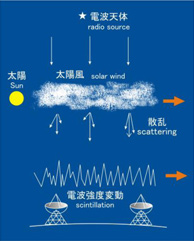 ★ 電波天体
radio source
太陽
Sun
太陽風 solar wind
散乱
scattering
電波強度変動
scintillation